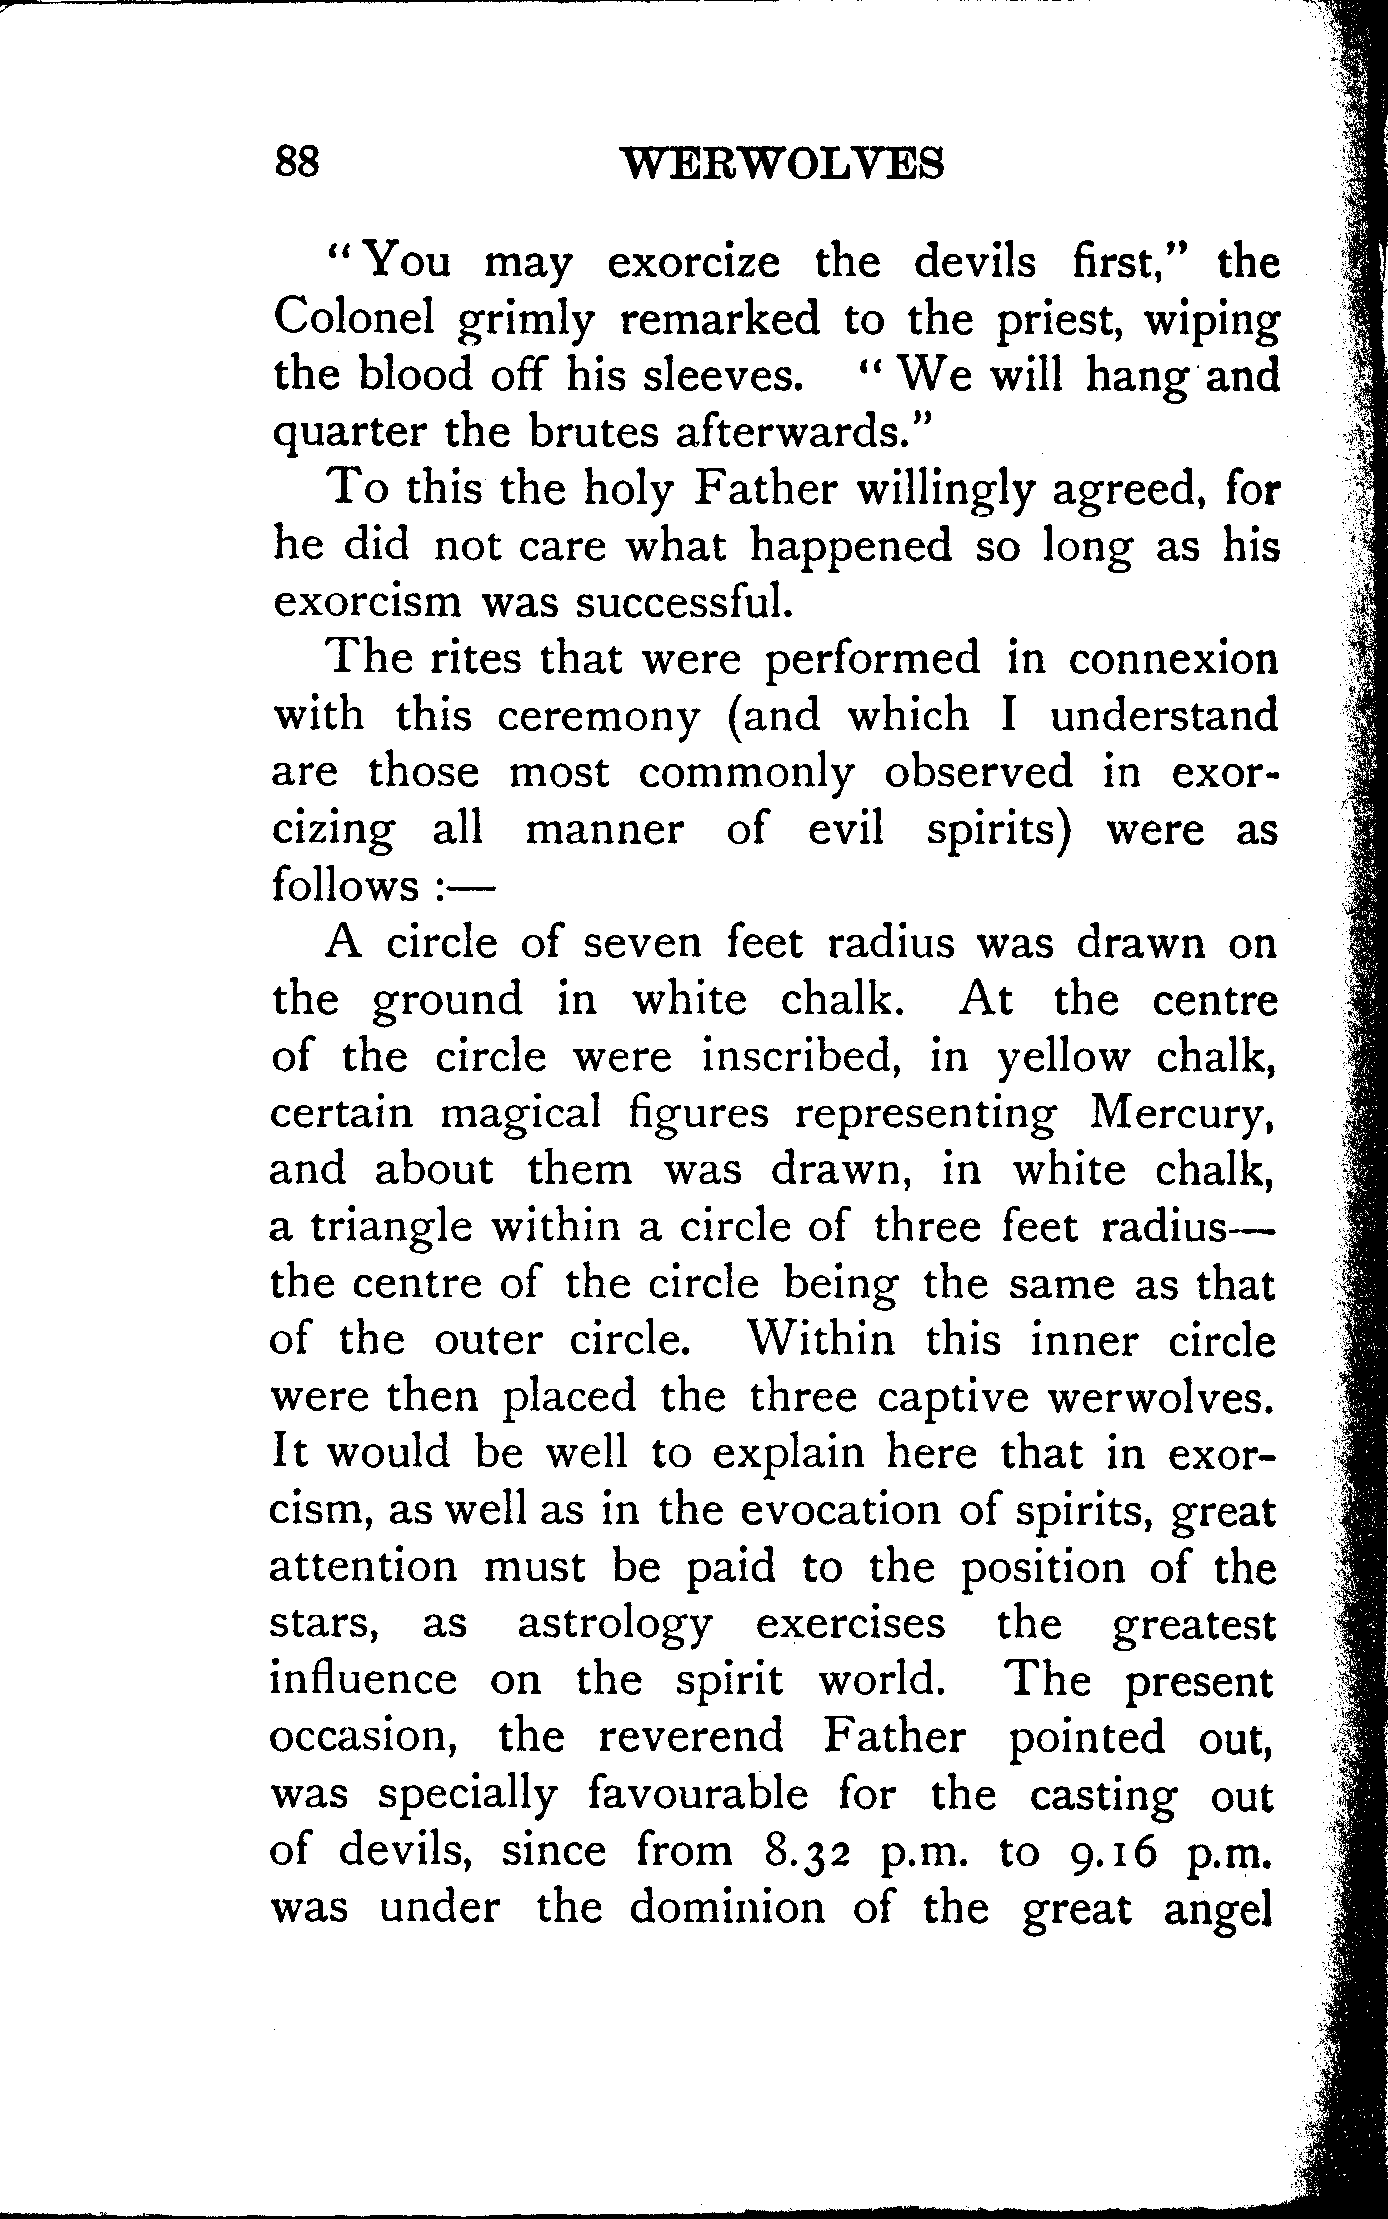 88 WERWOLVES
“ You may exorcize the devils first,” the
Colonel grimly remarked to the priest, wiping
the blood off his sleeves. “ We will hang and
quarter the brutes afterwards.”
To this the holy Father willingly agreed, for
he did not care what happened so long as his
exorcism was successful.
The rites that were performed in connexion
with this ceremony (and which I understand
are those most commonly observed in exor-
cizing all manner of evil spirits) were as
follows :—
A circle of seven feet radius was drawn on
the ground in white chalk. At the centre
of the circle were inscribed, in yellow chalk,
certain magical figures representing Mercury,
and about them was drawn, in white chalk,
a triangle within a circle of three feet radius—
the centre of the circle being the same as that
of the outer circle. Within this inner circle
were then placed the three captive werwolves.
It would be well to explain here that in exor-
cism, as well as in the evocation of spirits, great
attention must be paid to the position of the
stars, as astrology exercises the greatest
influence on the spirit world. The present
occasion, the reverend Father pointed out,
was specially favourable for the casting out
of devils, since from 8.32 p.m. to 9.16 p.m.
was under the dominion of the great angel